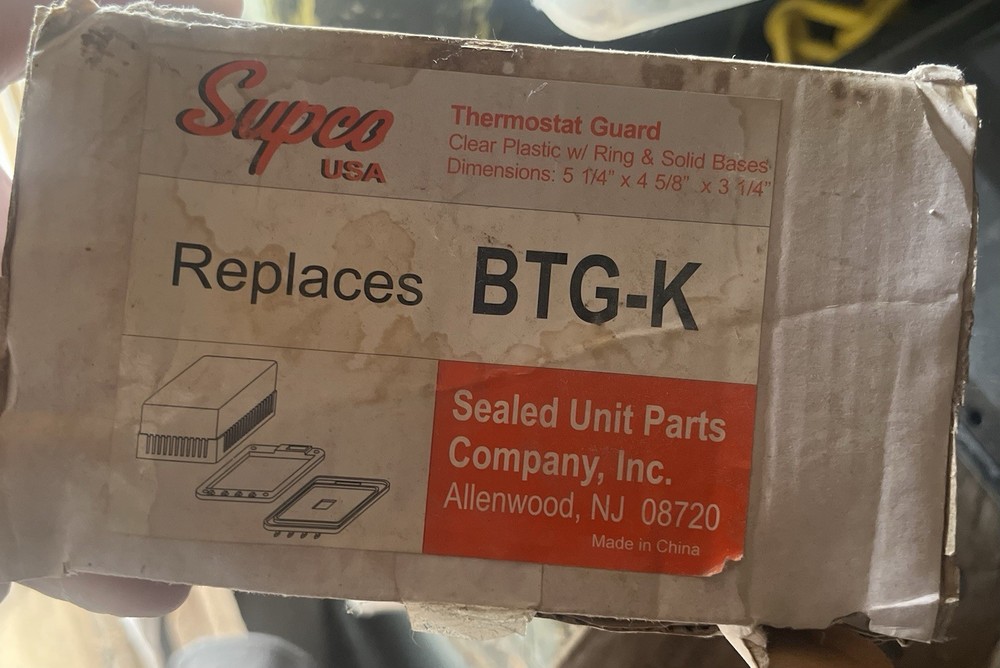 Supco
USA
Thermostat Guard
Clear Plastic w/ Ring & Solid Bases
Dimensions: 5 1/4" x 4 5/8" x 3 1/4"
Replaces BTG-K
Sealed Unit Parts
Company, Inc.
Allenwood, NJ 08720
Made in China